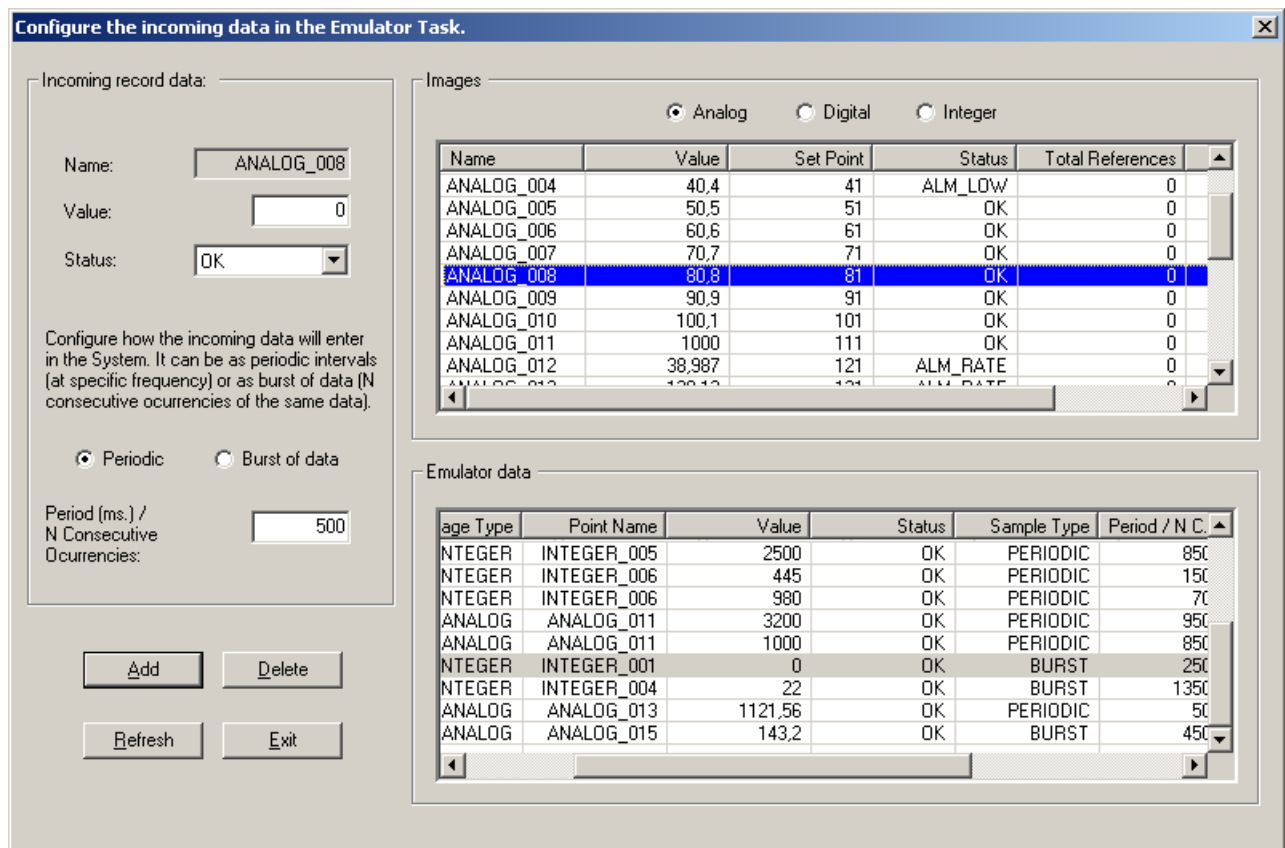 Configure the incoming data in the Emulator Task.
Incoming record data:
Name: ANALOG_008
Value: 0
Status: OK
Configure how the incoming data will enter
in the System. It can be as periodic intervals
(at specific frequency) or as burst of data (N
consecutive ocurrencies of the same data).
Periodic Burst of data
Period (ms.) /
N Consecutive
Ocurrencies:
500
Add Delete
Refresh Exit
Images
Analog Digital Integer
Name Value Set Point Status Total References
ANALOG_004 40,4 41 ALM_LOW 0
ANALOG_005 50,5 51 OK 0
ANALOG_006 60,6 61 OK 0
ANALOG_007 70,7 71 OK 0
ANALOG_008 80,8 81 OK 0
ANALOG_009 90,9 91 OK 0
ANALOG_010 100,1 101 OK 0
ANALOG_011 1000 111 OK 0
ANALOG_012 38,987 121 ALM_RATE 0
Emulator data
age Type Point Name Value Status Sample Type Period / N C.
NTEGER INTEGER_005 2500 OK PERIODIC 850
NTEGER INTEGER_006 445 OK PERIODIC 150
NTEGER INTEGER_006 980 OK PERIODIC 70
ANALOG ANALOG_011 3200 OK PERIODIC 950
ANALOG ANALOG_011 1000 OK PERIODIC 850
NTEGER INTEGER_001 0 OK BURST 250
NTEGER INTEGER_004 22 OK BURST 1350
ANALOG ANALOG_013 1121,56 OK PERIODIC 50
ANALOG ANALOG_015 143,2 OK BURST 450